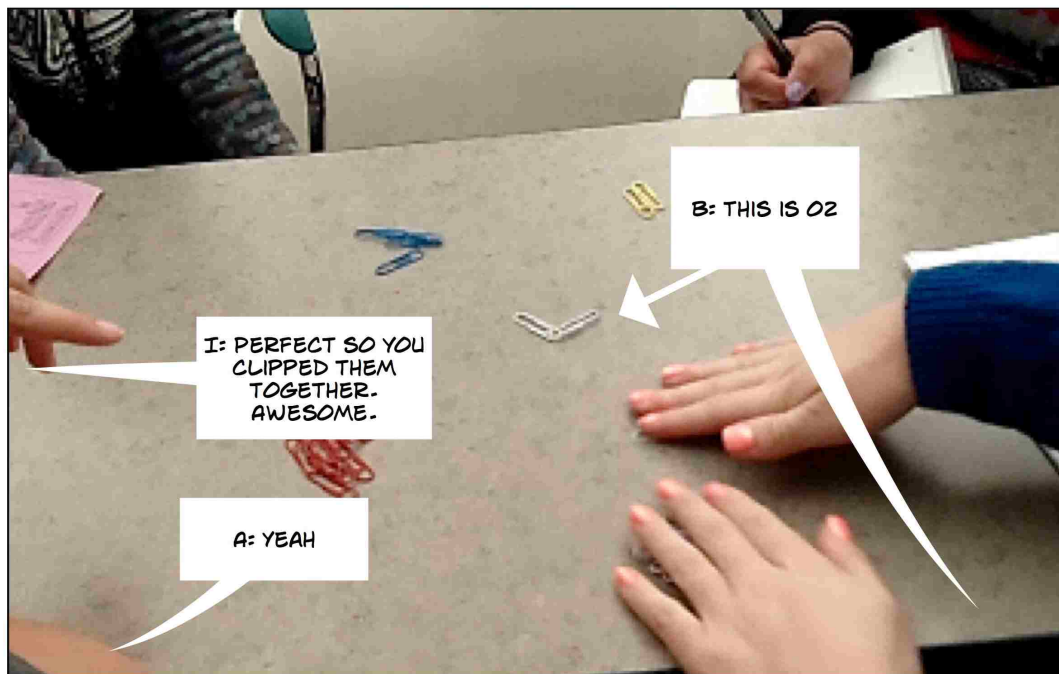 B: THIS IS O2
I: PERFECT SO YOU
CLIPPED THEM
TOGETHER.
AWESOME.
A: YEAH